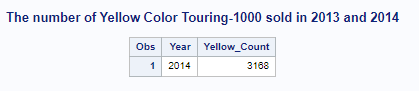 The number of Yellow Color Touring-1000 sold in 2013 and 2014
Obs Year Yellow_Count
1 2014 3168